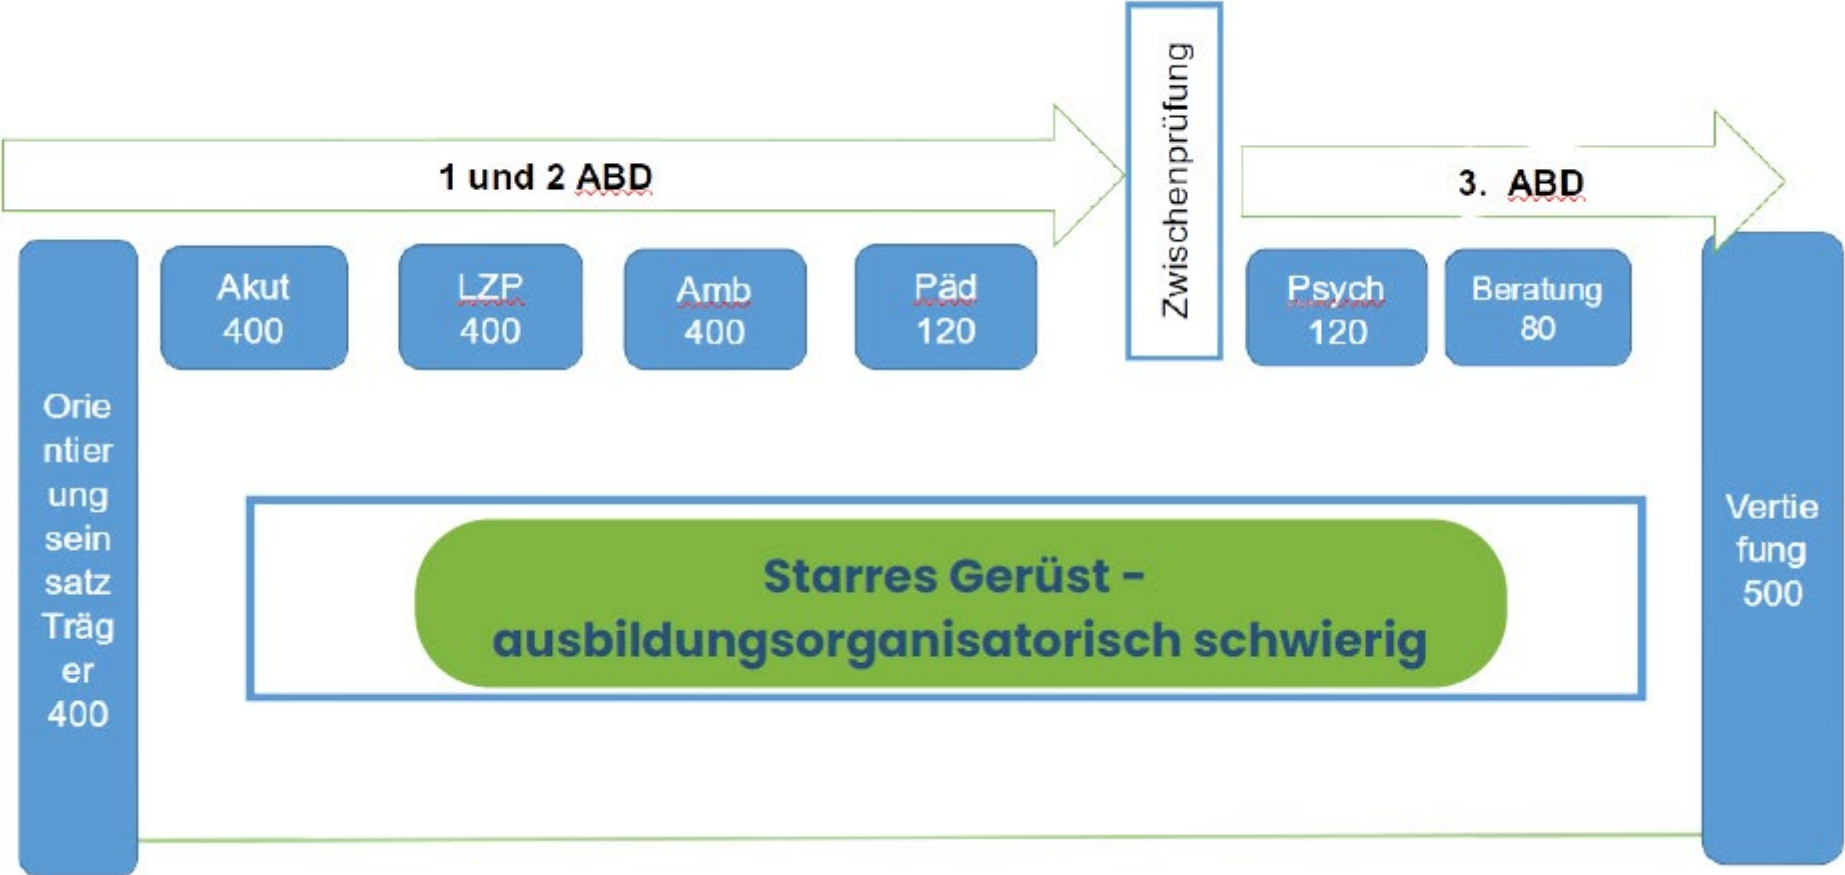 1 und 2 ABD
Zwischenprüfung
3. ABD
Orie
ntier
ung
sein
satz
Träg
er
400
Akut
400
LZP
400
Amb
400
Päd
120
Psych
120
Beratung
80
Vertie
fung
500
Starres Gerüst -
ausbildungsorganisatorisch schwierig